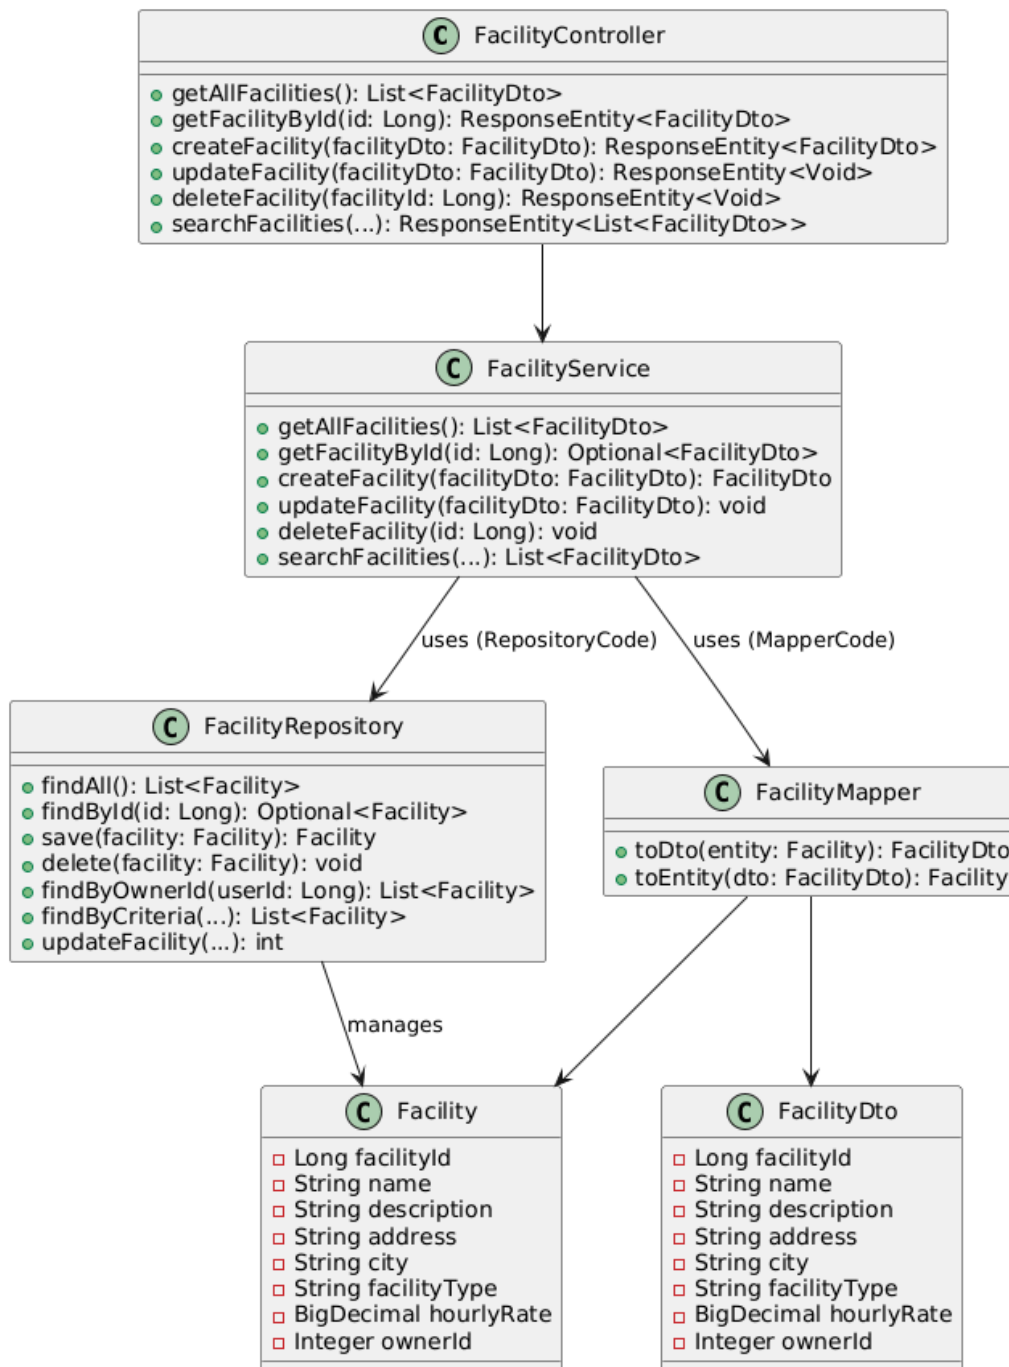 C FacilityController
getAllFacilities(): List<FacilityDto>
getFacilityById(id: Long): ResponseEntity<FacilityDto>
createFacility(facilityDto: FacilityDto): ResponseEntity<FacilityDto>
updateFacility(facilityDto: FacilityDto): ResponseEntity<Void>
deleteFacility(facilityId: Long): ResponseEntity<Void>
searchFacilities(...): ResponseEntity<List<FacilityDto>>
C FacilityService
getAllFacilities(): List<FacilityDto>
getFacilityById(id: Long): Optional<FacilityDto>
createFacility(facilityDto: FacilityDto): FacilityDto
updateFacility(facilityDto: FacilityDto): void
deleteFacility(id: Long): void
searchFacilities(...): List<FacilityDto>
uses (RepositoryCode)
uses (MapperCode)
C FacilityRepository
findAll(): List<Facility>
findById(id: Long): Optional<Facility>
save(facility: Facility): Facility
delete(facility: Facility): void
findByOwnerId(userId: Long): List<Facility>
findByCriteria(...): List<Facility>
updateFacility(...): int
C FacilityMapper
toDto(entity: Facility): FacilityDto
toEntity(dto: FacilityDto): Facility
manages
C Facility
Long facilityId
String name
String description
String address
String city
String facilityType
BigDecimal hourlyRate
Integer ownerId
C FacilityDto
Long facilityId
String name
String description
String address
String city
String facilityType
BigDecimal hourlyRate
Integer ownerId